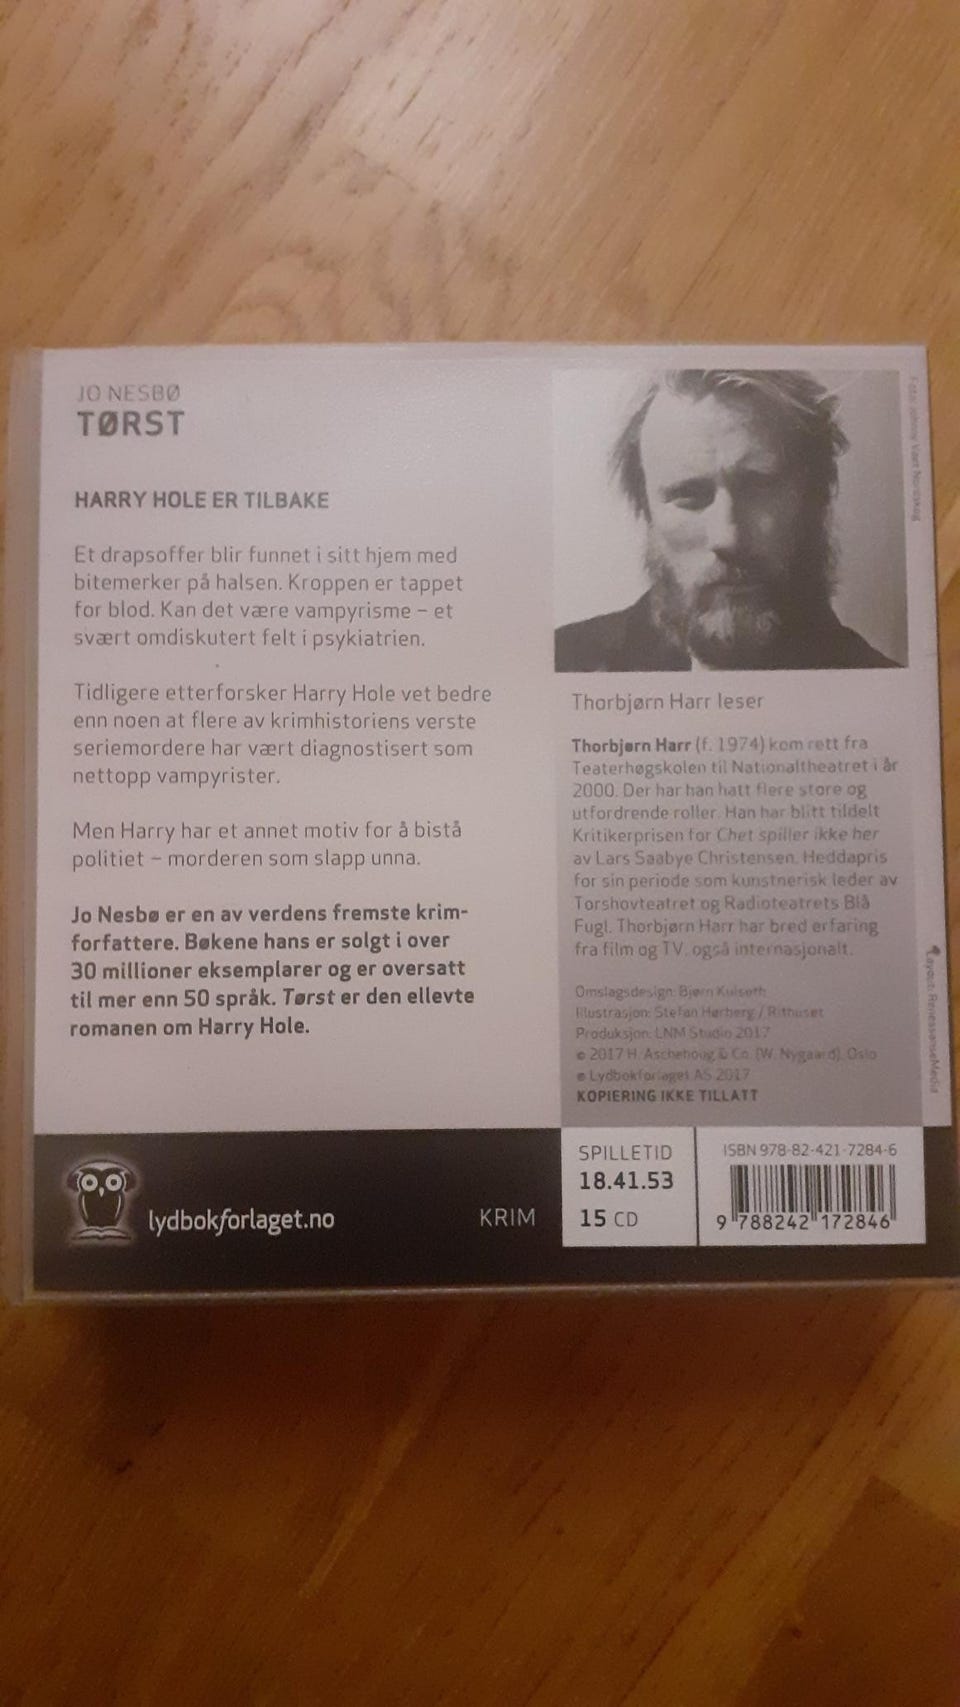 JO NESBØ
TØRST
HARRY HOLE ER TILBAKE
Et drapsoffer blir funnet i sitt hjem med
bitemerker på halsen. Kroppen er tappet
for blod. Kan det være vampyrisme – et
svært omdiskutert felt i psykiatrien.
Tidligere etterforsker Harry Hole vet bedre
enn noen at flere av krimhistoriens verste
seriemordere har vært diagnostisert som
nettopp vampyrister.
Men Harry har et annet motiv for å bistå
politiet – morderen som slapp unna.
Jo Nesbø er en av verdens fremste krim-
forfattere. Bøkene hans er solgt i over
30 millioner eksemplarer og er oversatt
til mer enn 50 språk. Tørst er den ellevte
romanen om Harry Hole.
Thorbjørn Harr leser
Thorbjørn Harr (f. 1974) kom rett fra
Teaterhøgskolen til Nationaltheatret i år
2000. Der har han hatt flere store og
utfordrende roller. Han har blitt tildelt
Kritikerprisen for Chet spiller ikke her
av Lars Saabye Christensen, Heddapris
for sin periode som kunstnerisk leder av
Torshovteatret og Radioteatrets Blå
Fugl. Thorbjørn Harr har bred erfaring
fra film og TV, også internasjonalt.
Omslagsdesign: Bjørn Kulseth
Illustrasjon: Stefan Hørberg / Rithuset
Produksjon: LNM Studio 2017
© 2017 H. Aschehoug & Co. (W. Nygaard), Oslo
℗ Lydbokforlaget AS 2017
KOPIERING IKKE TILLATT
Foto: Johnny Vaet Nordskog
Layout: RenessanseMedia
lydbokforlaget.no
KRIM
SPILLETID
18.41.53
15 CD
ISBN 978-82-421-7284-6
9 788242 172846